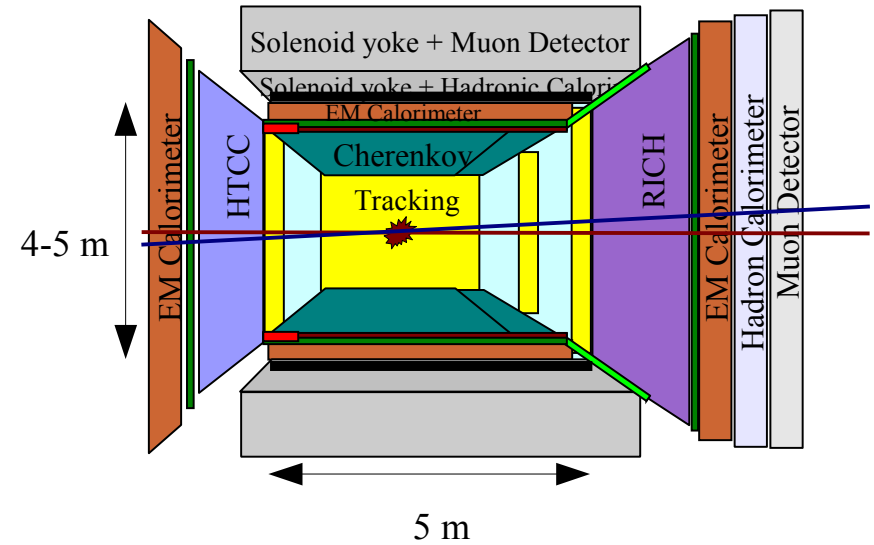 Solenoid yoke + Muon Detector
Solenoid yoke + Hadronic Calori
EM Calorimeter
Cherenkov
Tracking
EM Calorimeter
HTCC
RICH
EM Calorimeter
Hadron Calorimeter
Muon Detector
4-5 m
5 m